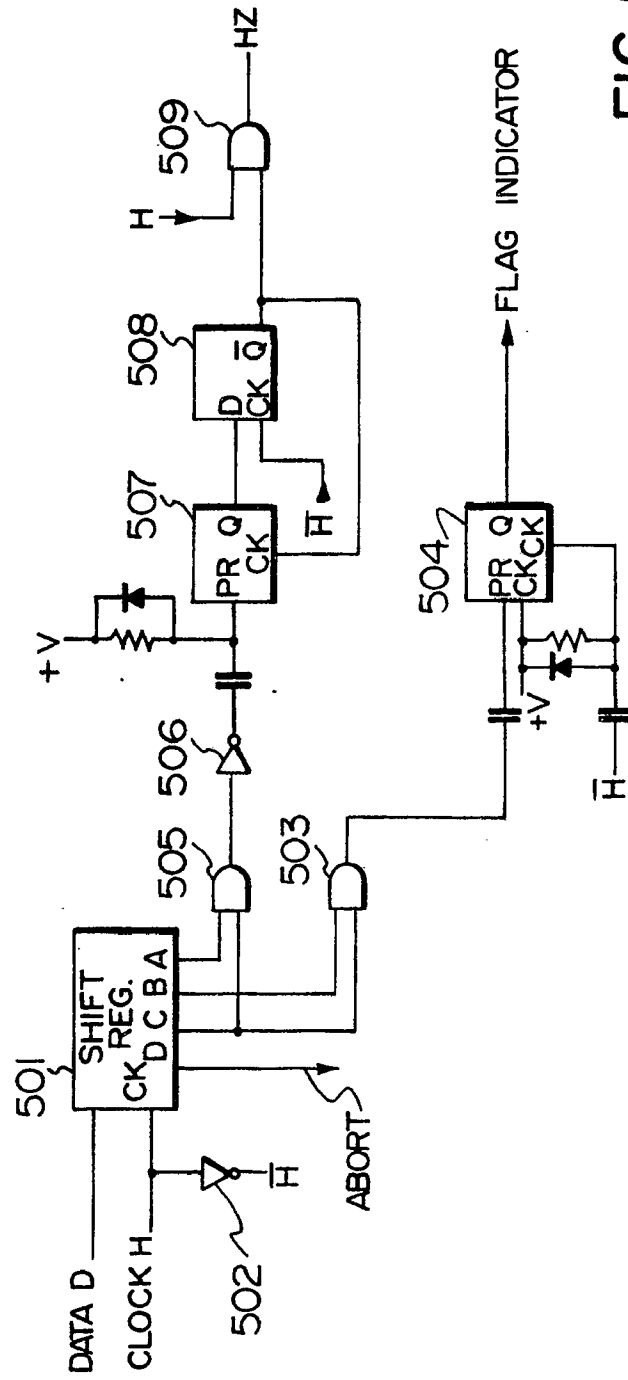 DATA D
CLOCK H
501
SHIFT
REG.
CK
D C B A
502
H̅
ABORT
505
506
503
+V
507
PR Q
CK
H̅
508
D Q̅
CK
H
509
HZ
504
PR Q
CK CK
+V
H̅
FLAG INDICATOR
FIG